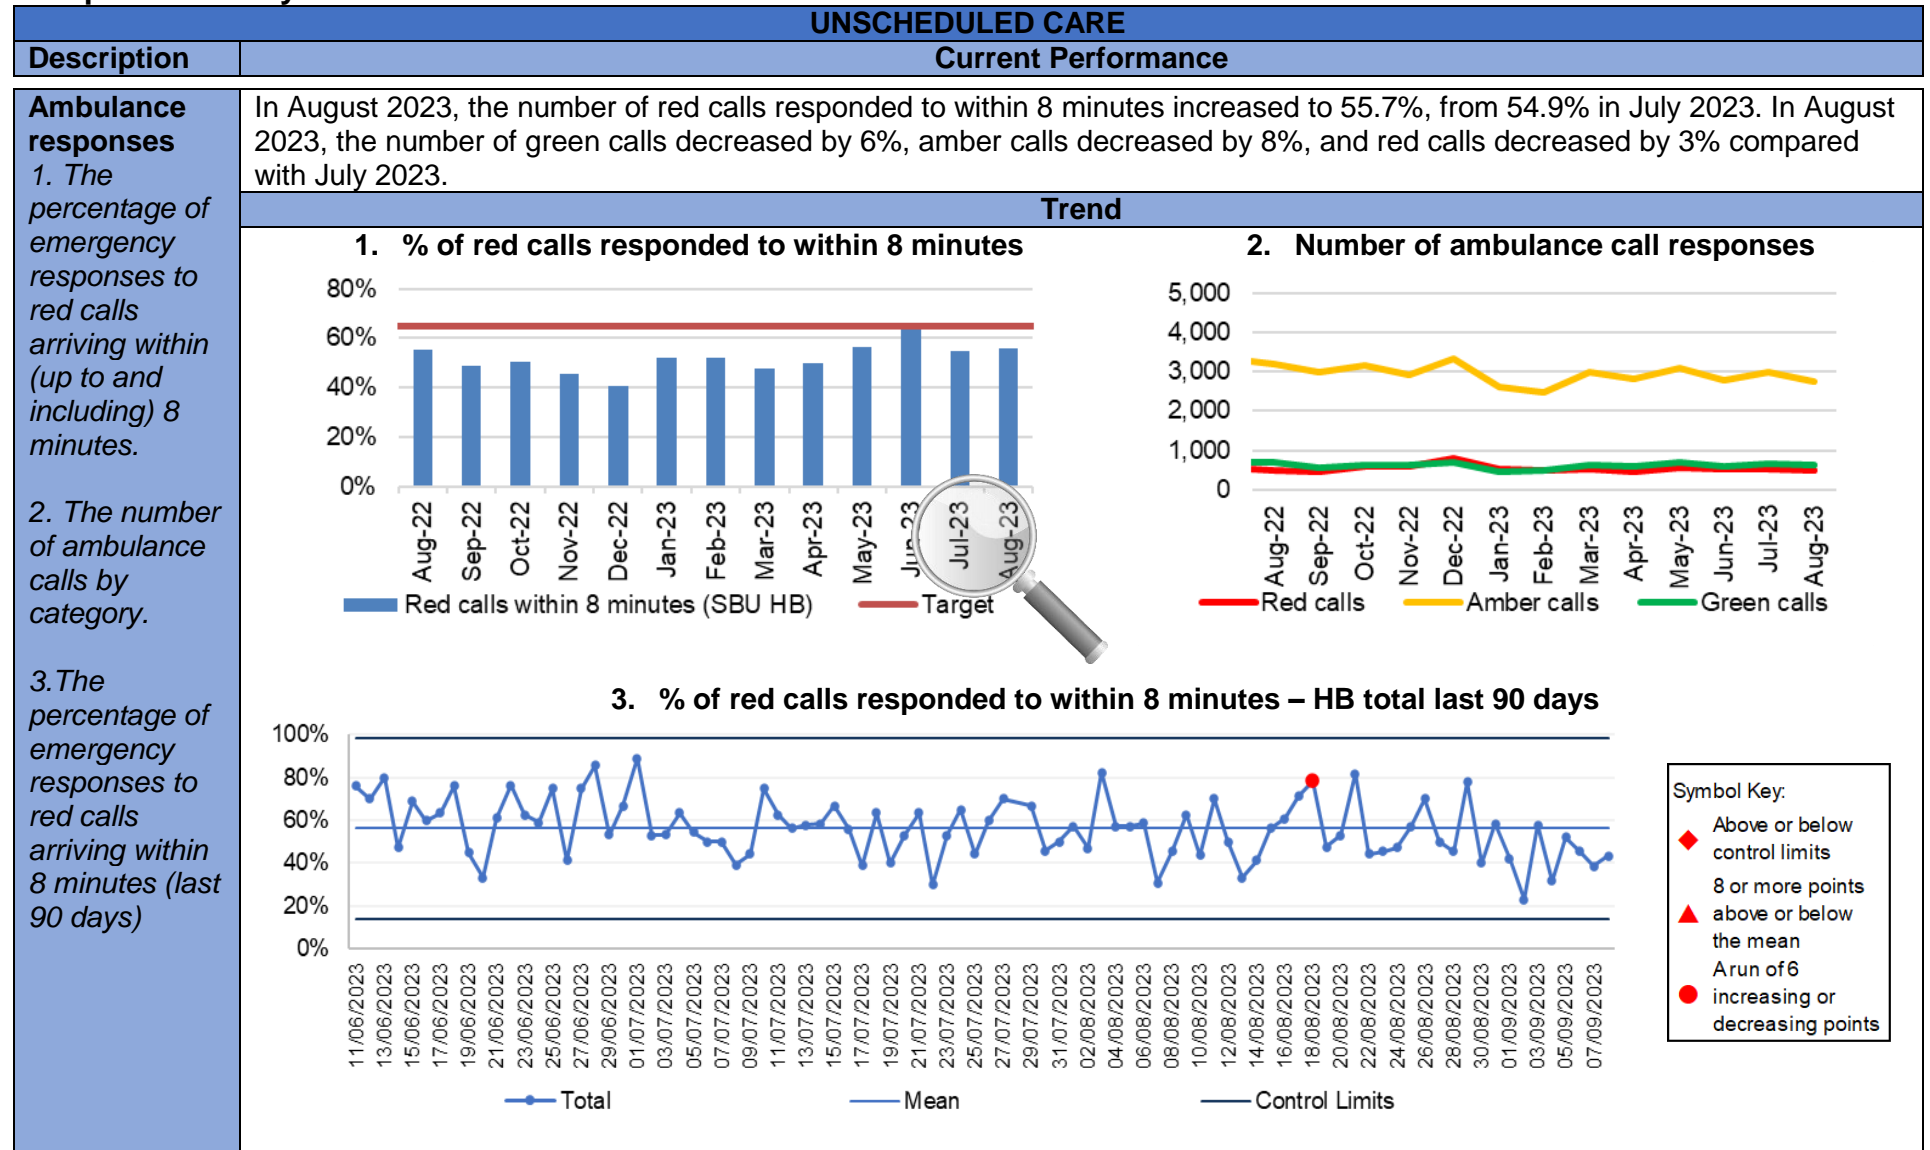 UNSCHEDULED CARE
Description
Current Performance
Ambulance
responses
1. The
percentage of
emergency
responses to
red calls
arriving within
(up to and
including) 8
minutes.
2. The number
of ambulance
calls by
category.
3.The
percentage of
emergency
responses to
red calls
arriving within
8 minutes (last
90 days)
In August 2023, the number of red calls responded to within 8 minutes increased to 55.7%, from 54.9% in July 2023. In August
2023, the number of green calls decreased by 6%, amber calls decreased by 8%, and red calls decreased by 3% compared
with July 2023.
Trend
1. % of red calls responded to within 8 minutes
80%
60%
40%
20%
0%
Aug-22
Sep-22
Oct-22
Nov-22
Dec-22
Jan-23
Feb-23
Mar-23
Apr-23
May-23
Jun-23
Jul-23
Aug-23
Red calls within 8 minutes (SBU HB)
Target
2. Number of ambulance call responses
5,000
4,000
3,000
2,000
1,000
0
Aug-22
Sep-22
Oct-22
Nov-22
Dec-22
Jan-23
Feb-23
Mar-23
Apr-23
May-23
Jun-23
Jul-23
Aug-23
Red calls
Amber calls
Green calls
3. % of red calls responded to within 8 minutes – HB total last 90 days
100%
80%
60%
40%
20%
0%
11/06/2023
13/06/2023
15/06/2023
17/06/2023
19/06/2023
21/06/2023
23/06/2023
25/06/2023
27/06/2023
29/06/2023
01/07/2023
03/07/2023
05/07/2023
07/07/2023
09/07/2023
11/07/2023
13/07/2023
15/07/2023
17/07/2023
19/07/2023
21/07/2023
23/07/2023
25/07/2023
27/07/2023
29/07/2023
31/07/2023
02/08/2023
04/08/2023
06/08/2023
08/08/2023
10/08/2023
12/08/2023
14/08/2023
16/08/2023
18/08/2023
20/08/2023
22/08/2023
24/08/2023
26/08/2023
28/08/2023
30/08/2023
01/09/2023
03/09/2023
05/09/2023
07/09/2023
Total
Mean
Control Limits
Symbol Key:
Above or below
control limits
8 or more points
above or below
the mean
A run of 6
increasing or
decreasing points